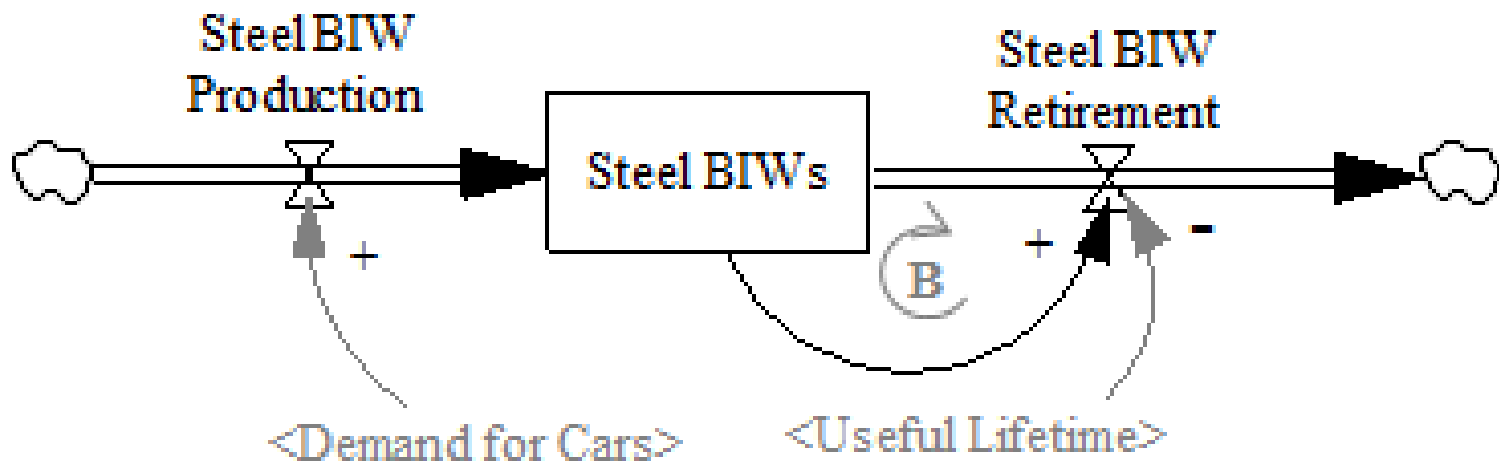 Steel BIW
Production
Steel BIW
Retirement
Steel BIWs
+
B
+
-
<Demand for Cars>
<Useful Lifetime>